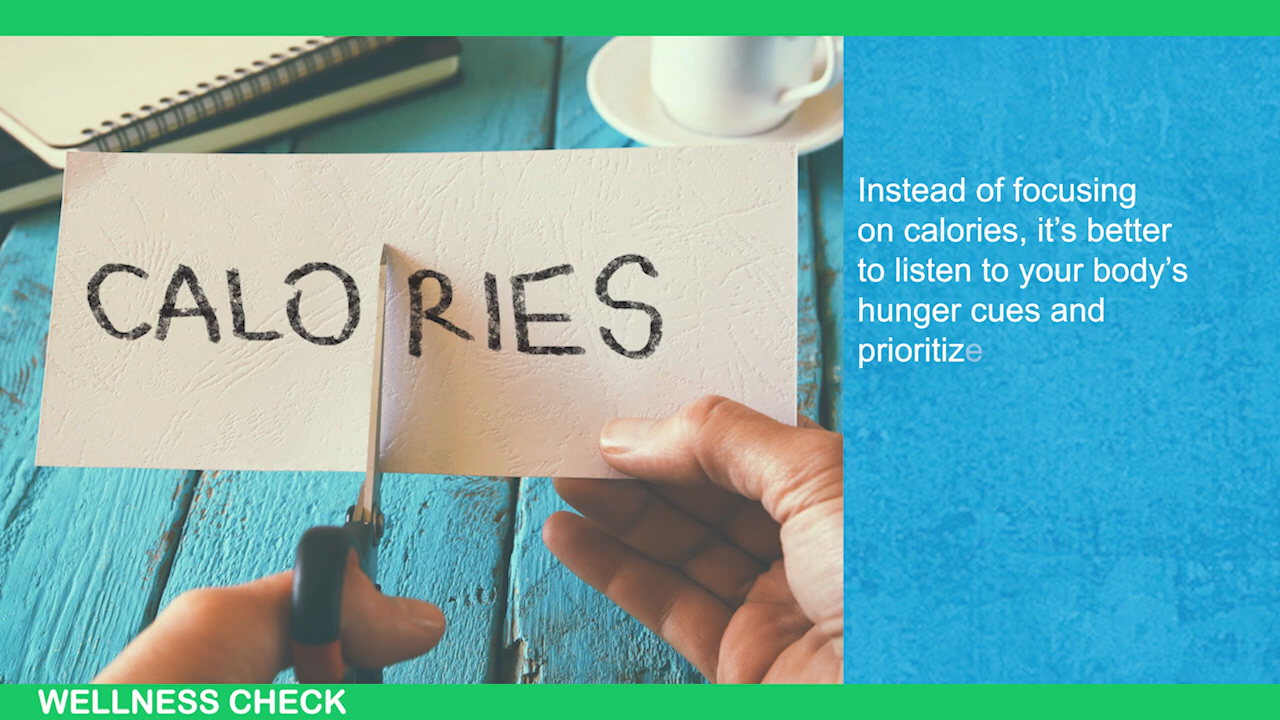 CALORIES
Instead of focusing
on calories, it’s better
to listen to your body’s
hunger cues and
prioritize
WELLNESS CHECK